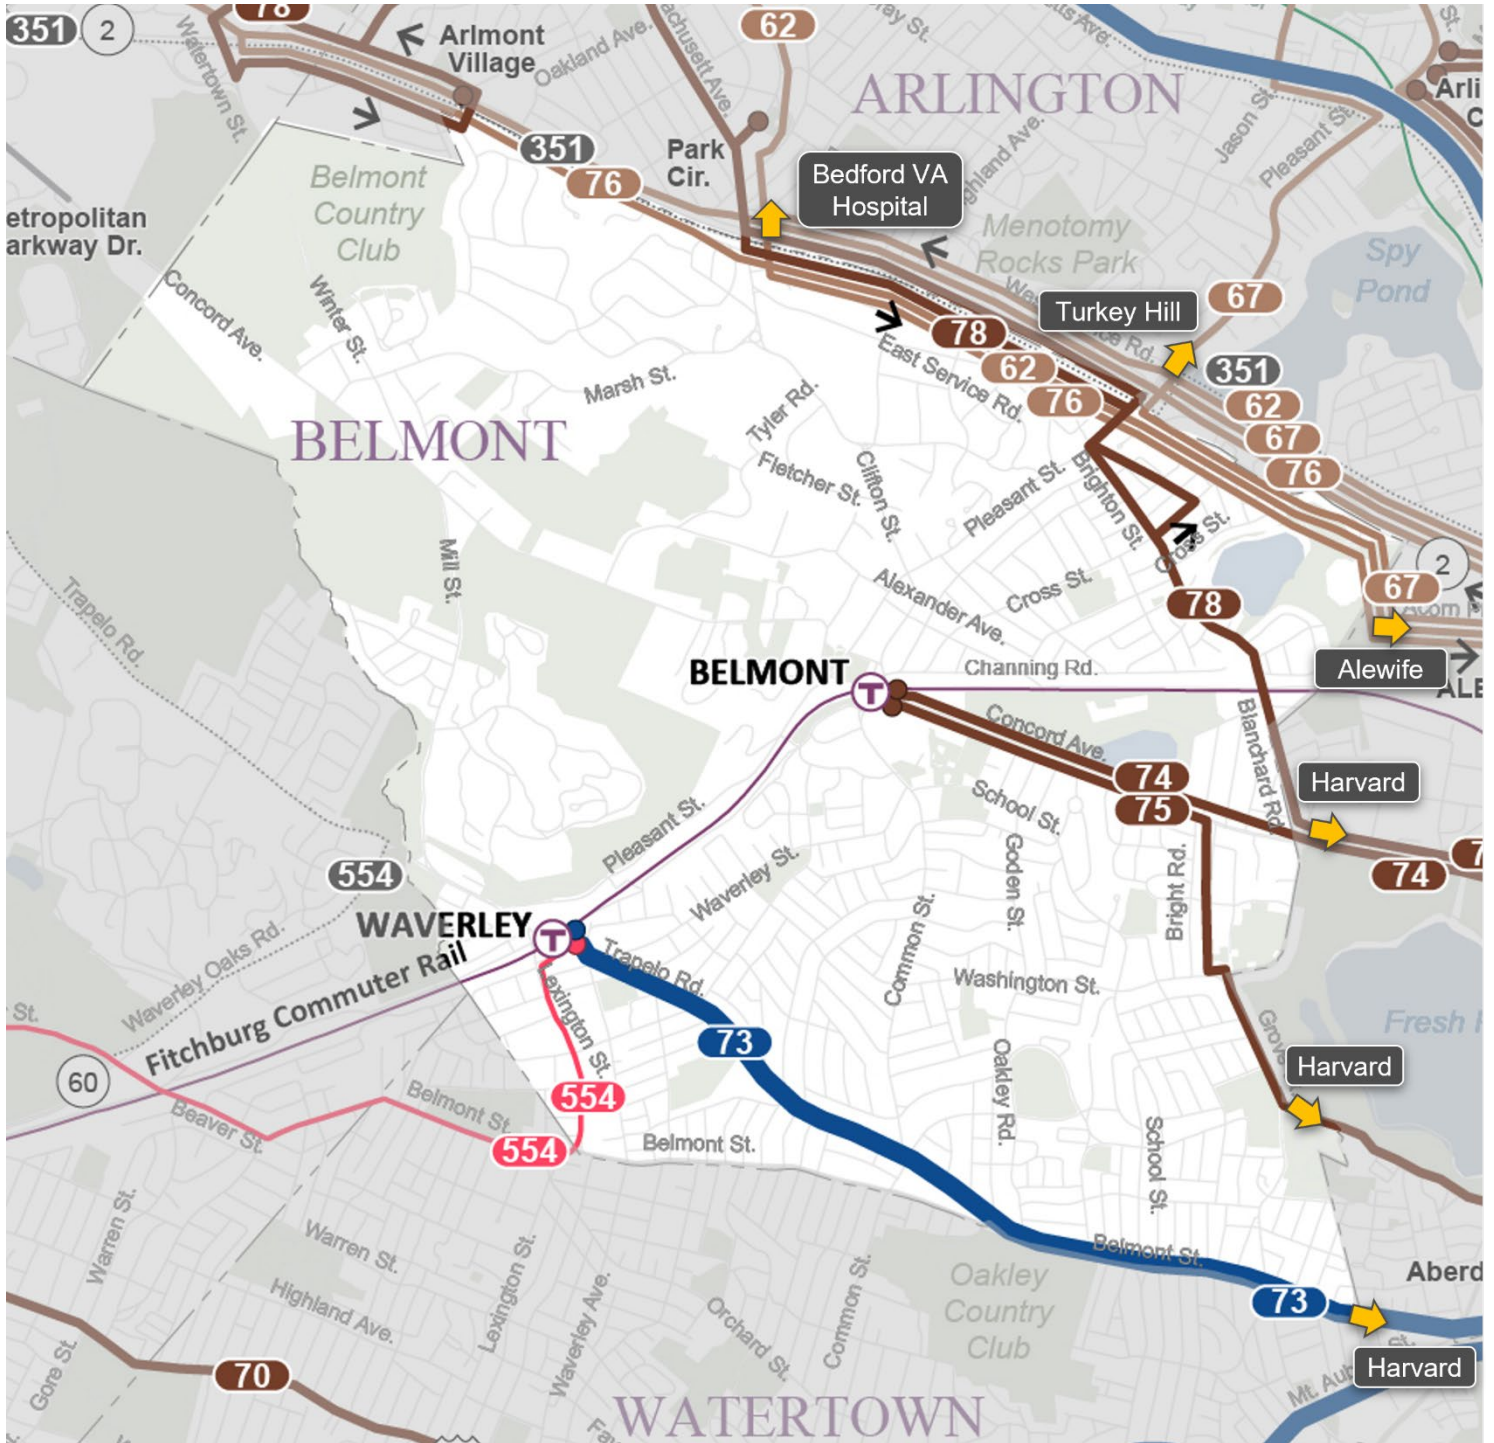 78
351
2
Arlmont
Village
Oakland Ave.
62
ARLINGTON
Watertown St.
Jason St.
Pleasant St.
Park
Cir.
351
76
Belmont
Country
Club
Bedford VA
Hospital
Menotomy
Rocks Park
Spy
Pond
67
Turkey Hill
Concord Ave.
Winter St.
78
62
76
East Service Rd.
351
62
67
76
Marsh St.
Tyler Rd.
BELMONT
Fletcher St.
Clifton St.
Pleasant St.
Brighton St.
Cross St.
Mill St.
2
67
Alexander Ave.
Cross St.
78
Trapelo Rd.
Alewife
BELMONT
T
Channing Rd.
Concord Ave.
Blanchard Rd.
74
75
Harvard
School St.
Pleasant St.
Goden St.
Bright Rd.
74
554
Waverley St.
Common St.
WAVERLEY
T
Trapelo Rd.
Washington St.
Waverley Oaks Rd.
Fitchburg Commuter Rail
Lexington St.
St.
73
Oakley Rd.
Harvard
60
Belmont St.
554
Beaver St.
554
Belmont St.
School St.
Warren St.
Warren St.
Lexington St.
Belmont St.
Oakley
Country
Club
Highland Ave.
Waverley Ave.
Orchard St.
Common St.
73
Harvard
Gore St.
70
WATERTOWN